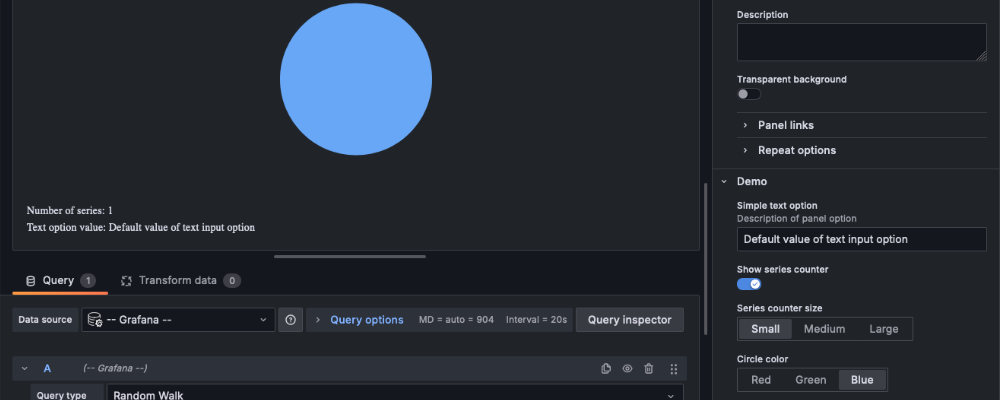 Number of series: 1
Text option value: Default value of text input option
Query 1
Transform data 0
Data source
-- Grafana --
Query options MD = auto = 904 Interval = 20s
Query inspector
A (-- Grafana --)
Query type
Random Walk
Description
Transparent background
Panel links
Repeat options
Demo
Simple text option
Description of panel option
Default value of text input option
Show series counter
Series counter size
Small Medium Large
Circle color
Red Green Blue